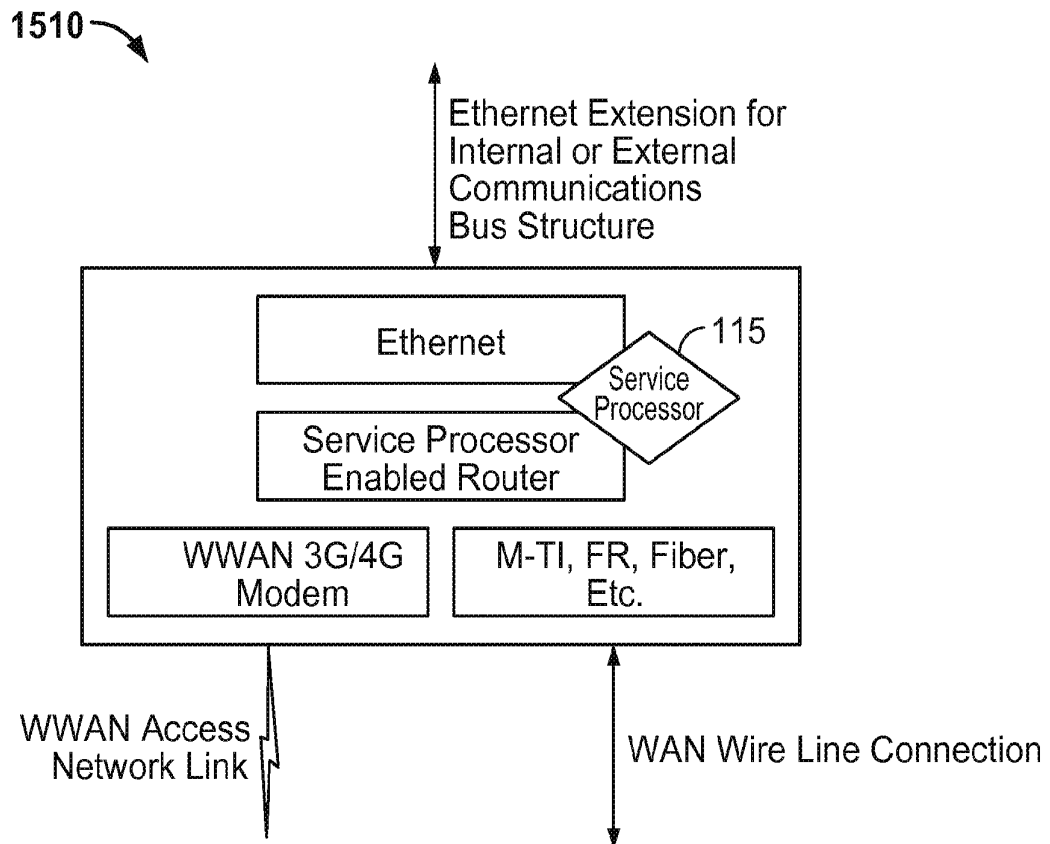 1510
Ethernet Extension for
Internal or External
Communications
Bus Structure
Ethernet
115
Service
Processor
Service Processor
Enabled Router
WWAN 3G/4G
Modem
M-TI, FR, Fiber,
Etc.
WWAN Access
Network Link
WAN Wire Line Connection